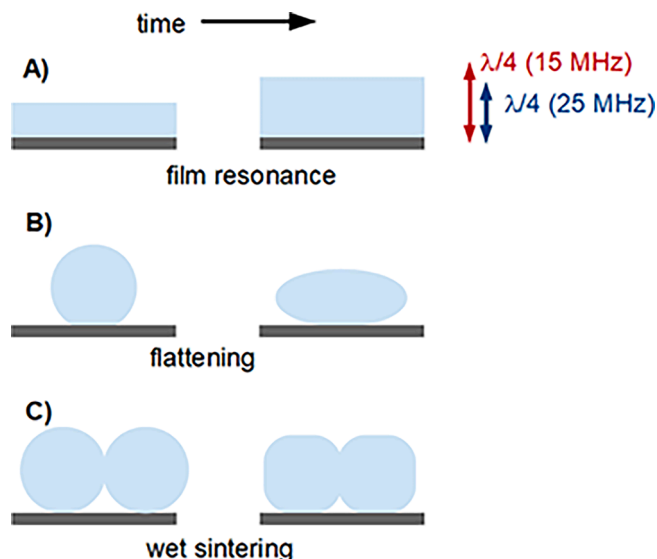 time
A)
λ/4 (15 MHz)
λ/4 (25 MHz)
film resonance
B)
flattening
C)
wet sintering